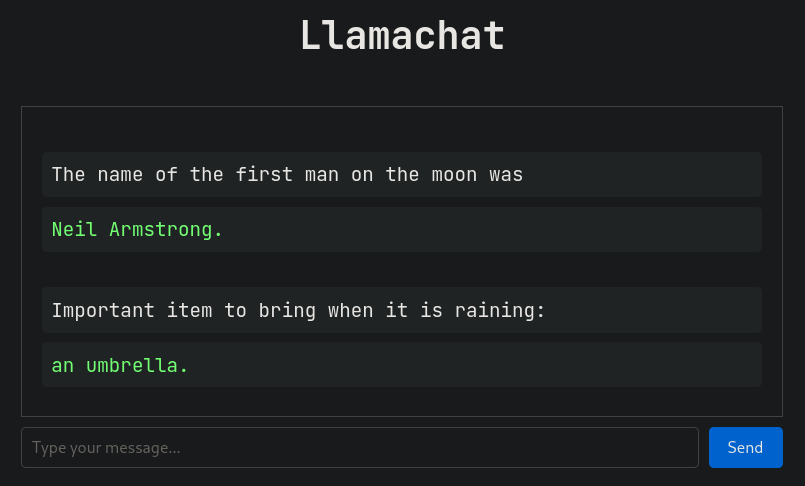 Llamachat
The name of the first man on the moon was
Neil Armstrong.
Important item to bring when it is raining:
an umbrella.
Type your message...
Send